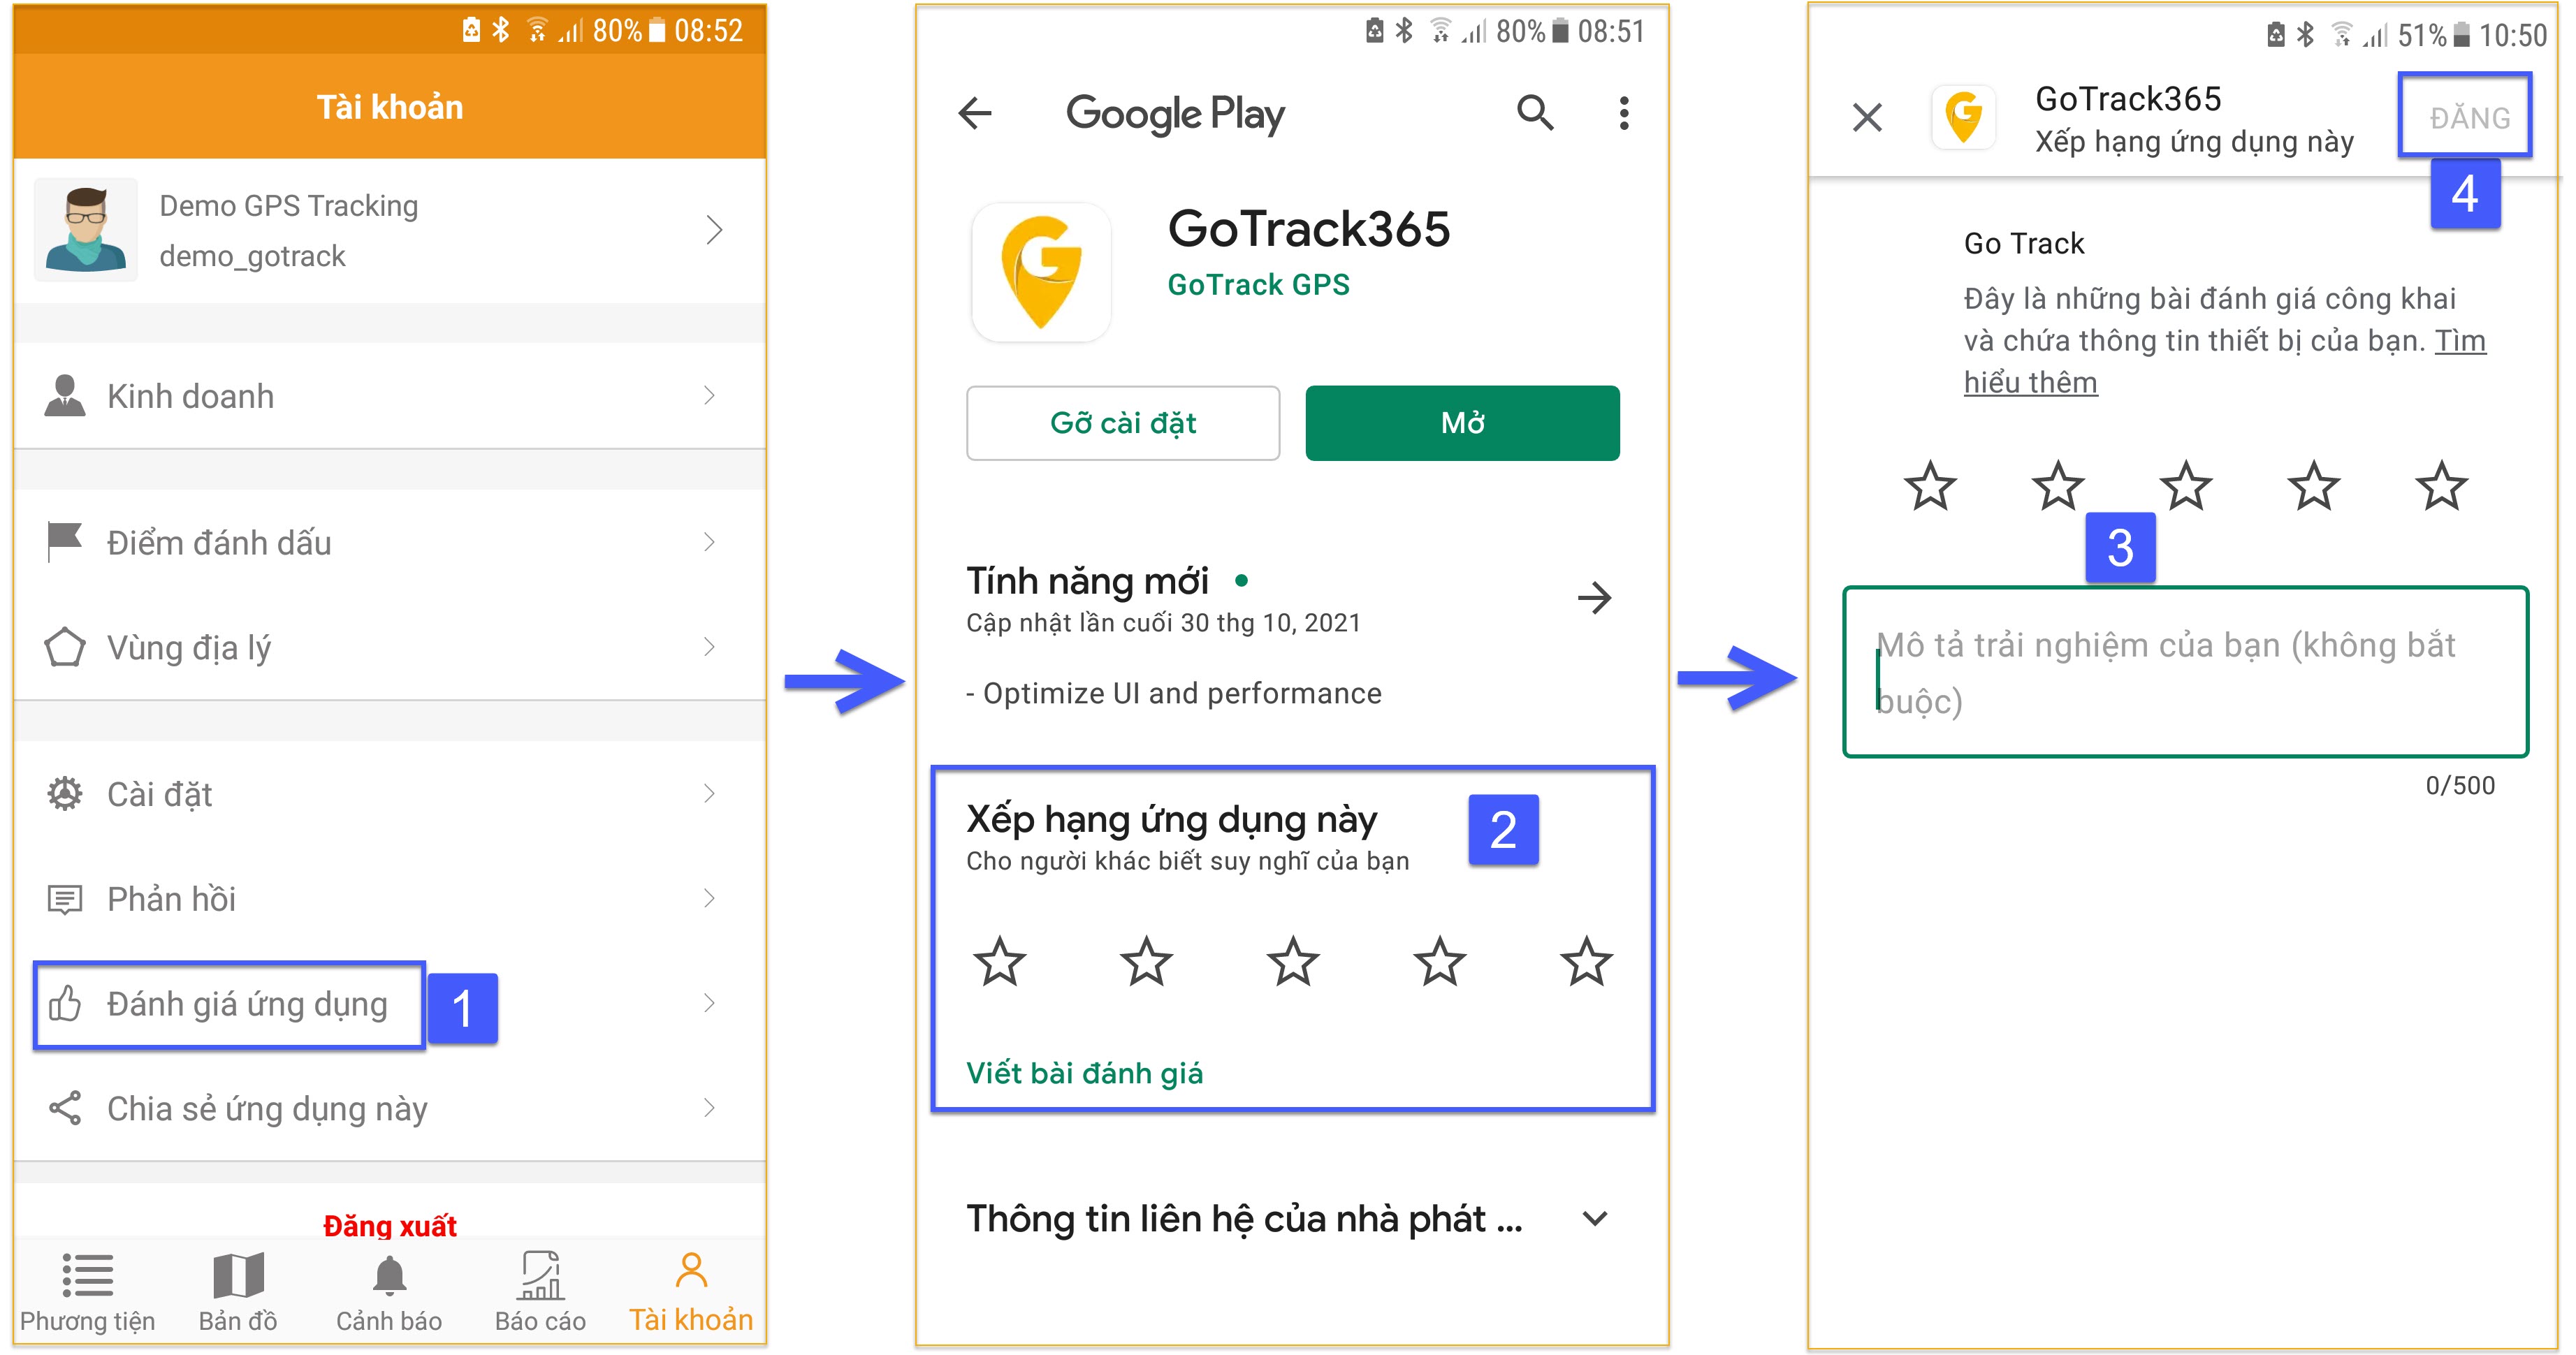 80% 08:52
Tài khoản
Demo GPS Tracking
demo_gotrack
Kinh doanh
Điểm đánh dấu
Vùng địa lý
Cài đặt
Phản hồi
Đánh giá ứng dụng
1
Chia sẻ ứng dụng này
Đăng xuất
Phương tiện
Bản đồ
Cảnh báo
Báo cáo
Tài khoản
80% 08:51
Google Play
GoTrack365
GoTrack GPS
Gỡ cài đặt
Mở
Tính năng mới
Cập nhật lần cuối 30 thg 10, 2021
- Optimize UI and performance
Xếp hạng ứng dụng này
2
Cho người khác biết suy nghĩ của bạn
Viết bài đánh giá
Thông tin liên hệ của nhà phát ...
51% 10:50
GoTrack365
Xếp hạng ứng dụng này
ĐĂNG
4
Go Track
Đây là những bài đánh giá công khai
và chứa thông tin thiết bị của bạn. Tìm
hiểu thêm
3
Mô tả trải nghiệm của bạn (không bắt
buộc)
0/500